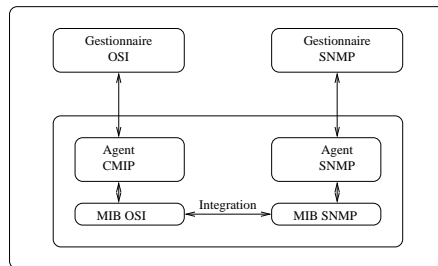 Gestionnaire
OSI
Gestionnaire
SNMP
Agent
CMIP
Agent
SNMP
Integration
MIB OSI
MIB SNMP